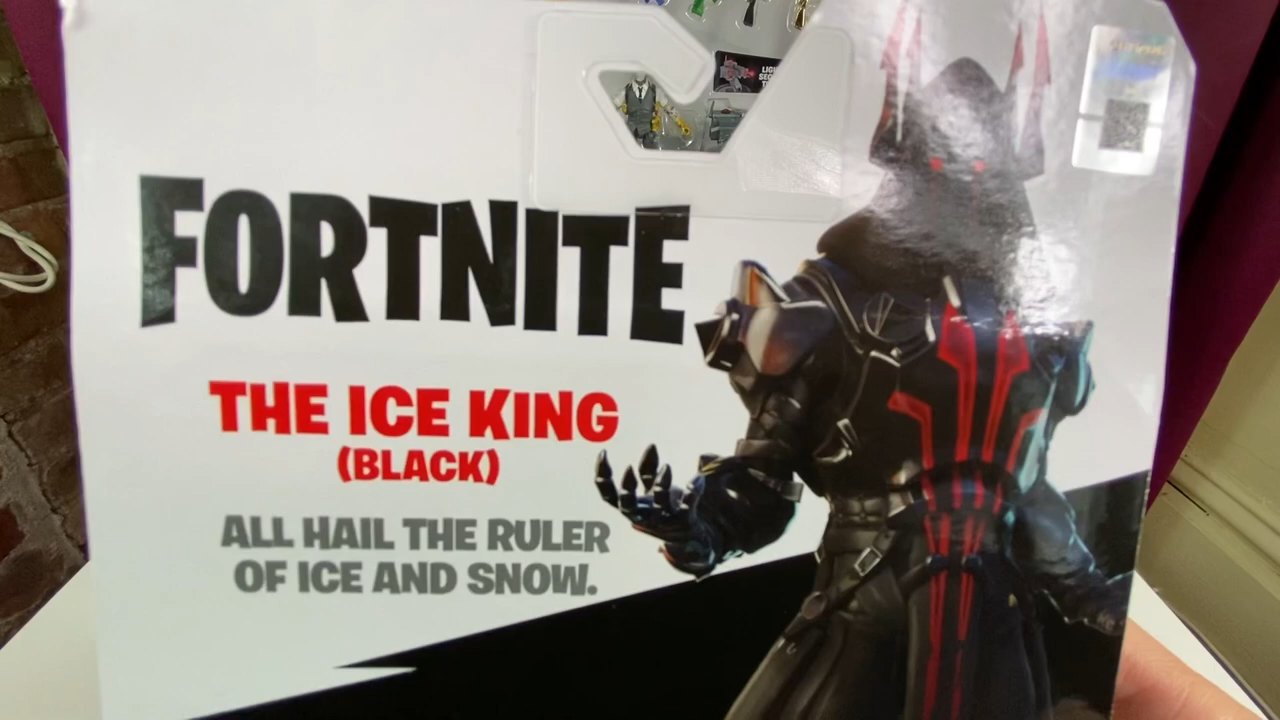 FORTNITE
THE ICE KING
(BLACK)
ALL HAIL THE RULER
OF ICE AND SNOW.